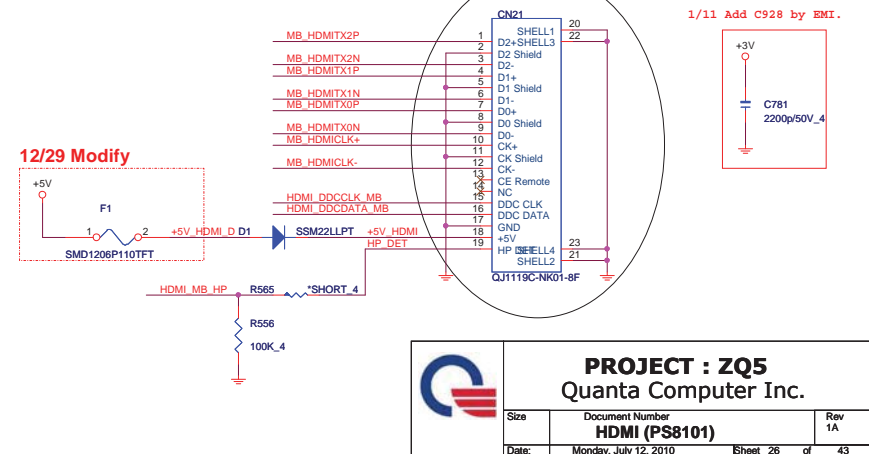 CN21
1/11 Add C928 by EMI.
MB_HDMITX2P 1 D2+ SHELL1 20
2 D2 Shield SHELL3 22
MB_HDMITX2N 3 D2-
MB_HDMITX1P 4 D1+
5 D1 Shield
MB_HDMITX1N 6 D1-
MB_HDMITX0P 7 D0+
8 D0 Shield
MB_HDMITX0N 9 D0-
MB_HDMICLK+ 10 CK+
11 CK Shield
MB_HDMICLK- 12 CK-
13 CE Remote
14 NC
HDMI_DDCCLK_MB 15 DDC CLK
HDMI_DDCDATA_MB 16 DDC DATA
17 GND
+5V_HDMI 18 +5V
HP_DET 19 HP DET SHELL4 23
SHELL2 21
QJ1119C-NK01-8F
+3V
C781
2200p/50V_4
12/29 Modify
+5V
F1
1 2 +5V_HDMI_D D1 SSM22LLPT
SMD1206P110TFT
HDMI_MB_HP R565 *SHORT_4
R556
100K_4
PROJECT : ZQ5
Quanta Computer Inc.
Size Document Number Rev
HDMI (PS8101) 1A
Date: Monday, July 12, 2010 Sheet 26 of 43